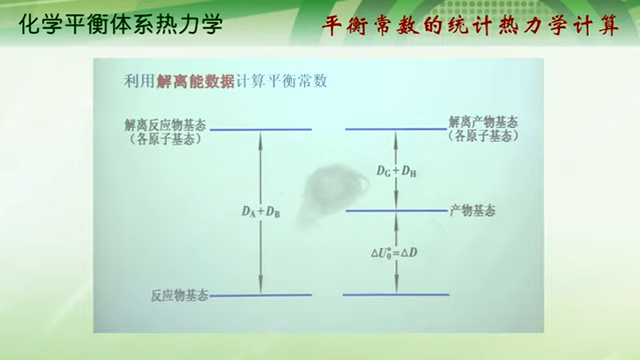 化学平衡体系热力学
平衡常数的统计热力学计算
利用解离能数据计算平衡常数
解离反应物基态
（各原子基态）
解离产物基态
（各原子基态）
D_G+D_H
D_A+D_B
产物基态
△U₀*=△D
反应物基态